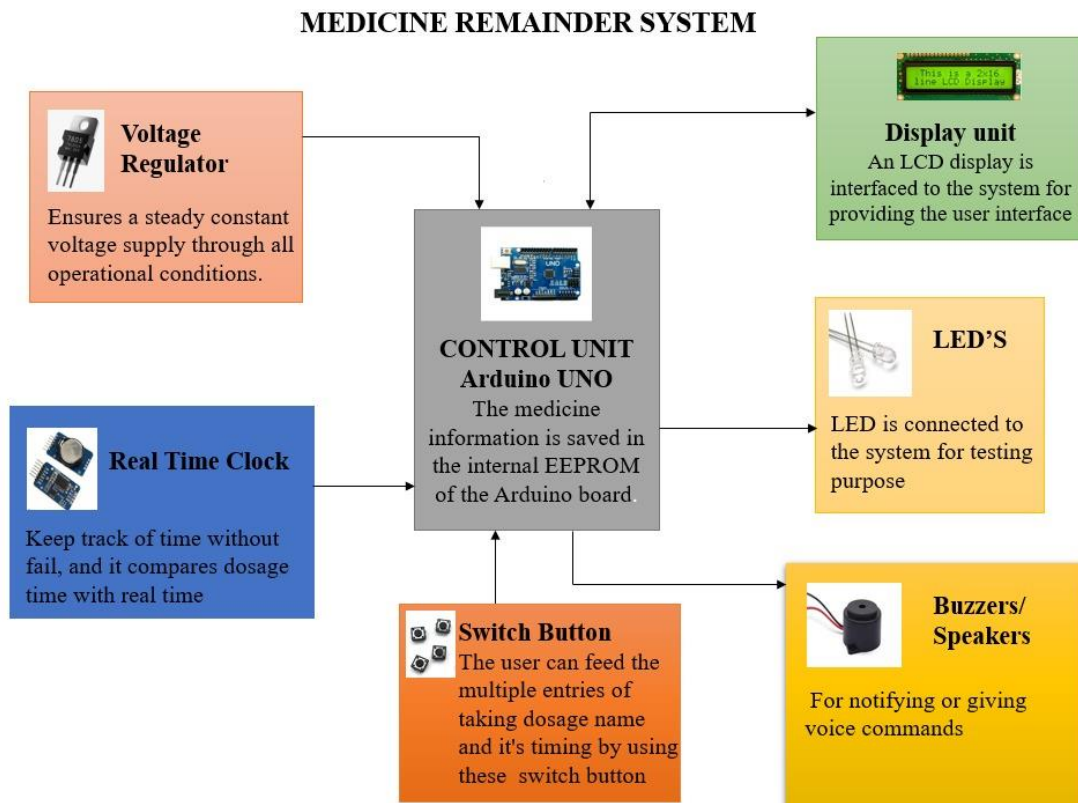 MEDICINE REMAINDER SYSTEM
Voltage
Regulator
Ensures a steady constant
voltage supply through all
operational conditions.
This is a 2x16
line LCD Display
Display unit
An LCD display is
interfaced to the system for
providing the user interface
UNO
CONTROL UNIT
Arduino UNO
The medicine
information is saved in
the internal EEPROM
of the Arduino board.
LED’S
LED is connected to
the system for testing
purpose
Real Time Clock
Keep track of time without
fail, and it compares dosage
time with real time
Switch Button
The user can feed the
multiple entries of
taking dosage name
and it's timing by using
these switch button
Buzzers/
Speakers
For notifying or giving
voice commands